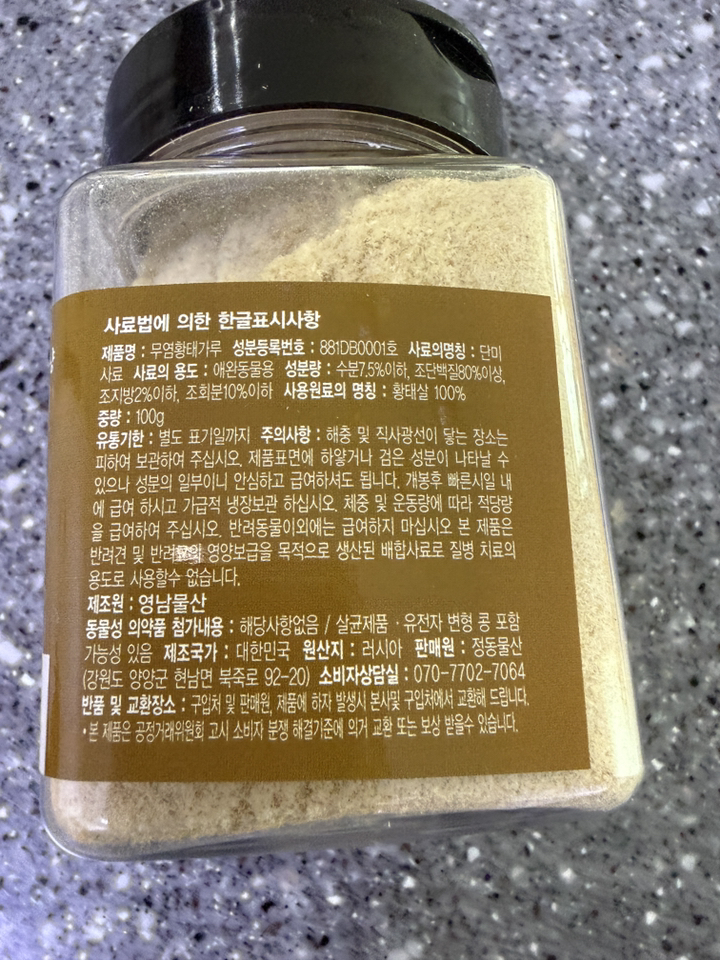 사료법에 의한 한글표시사항
제품명 : 무염황태가루 성분등록번호 : 881DB0001호 사료의명칭 : 단미
사료 사료의 용도 : 애완동물용 성분량 : 수분7.5%이하, 조단백질80%이상,
조지방2%이하, 조회분10%이하 사용원료의 명칭 : 황태살 100%
중량 : 100g
유통기한 : 별도 표기일까지 주의사항 : 해충 및 직사광선이 닿는 장소는
피하여 보관하여 주십시오. 제품표면에 하얗거나 검은 성분이 나타날 수
있으나 성분의 일부이니 안심하고 급여하셔도 됩니다. 개봉후 빠른시일 내
에 급여 하시고 가급적 냉장보관 하십시오. 체중 및 운동량에 따라 적당량
을 급여하여 주십시오. 반려동물이외에는 급여하지 마십시오 본 제품은
반려견 및 영양보급을 목적으로 생산된 배합사료로 질병 치료의
용도로 사용할수 없습니다.
제조원 : 영남물산
동물성 의약품 첨가내용 : 해당사항없음 / 살균제품 · 유전자 변형 콩 포함
가능성 있음 제조국가 : 대한민국 원산지 : 러시아 판매원 : 정동물산
(강원도 양양군 현남면 북죽로 92-20) 소비자상담실 : 070-7702-7064
반품 및 교환장소 : 구입처 및 판매원, 제품에 하자 발생시 본사및 구입처에서 교환해 드립니다.
• 본 제품은 공정거래위원회 고시 소비자 분쟁 해결기준에 의거 교환 또는 보상 받을수 있습니다.